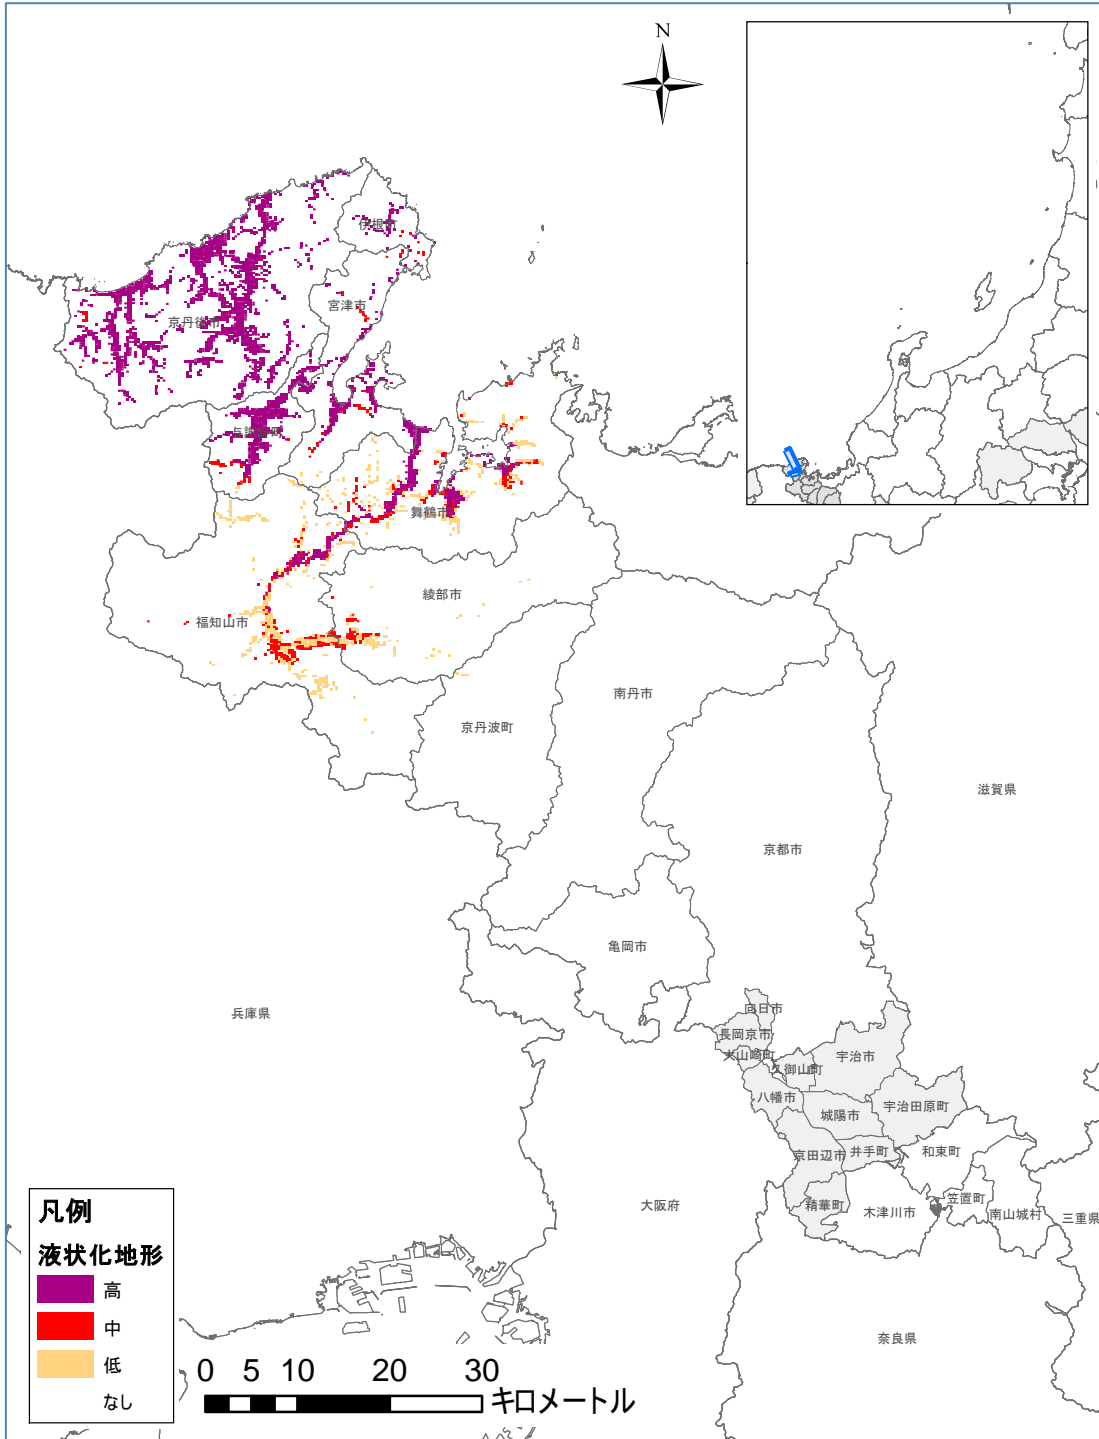 N
伊根町
宮津市
京丹後市
与謝野町
舞鶴市
綾部市
福知山市
南丹市
京丹波町
滋賀県
京都市
亀岡市
兵庫県
向日市
長岡京市
大山崎町
久御山町
宇治市
八幡市
城陽市
宇治田原町
京田辺市
井手町
和束町
精華町
木津川市
笠置町
南山城村
三重県
大阪府
奈良県
凡例
液状化地形
高
中
低
なし
0 5 10 20 30
キロメートル